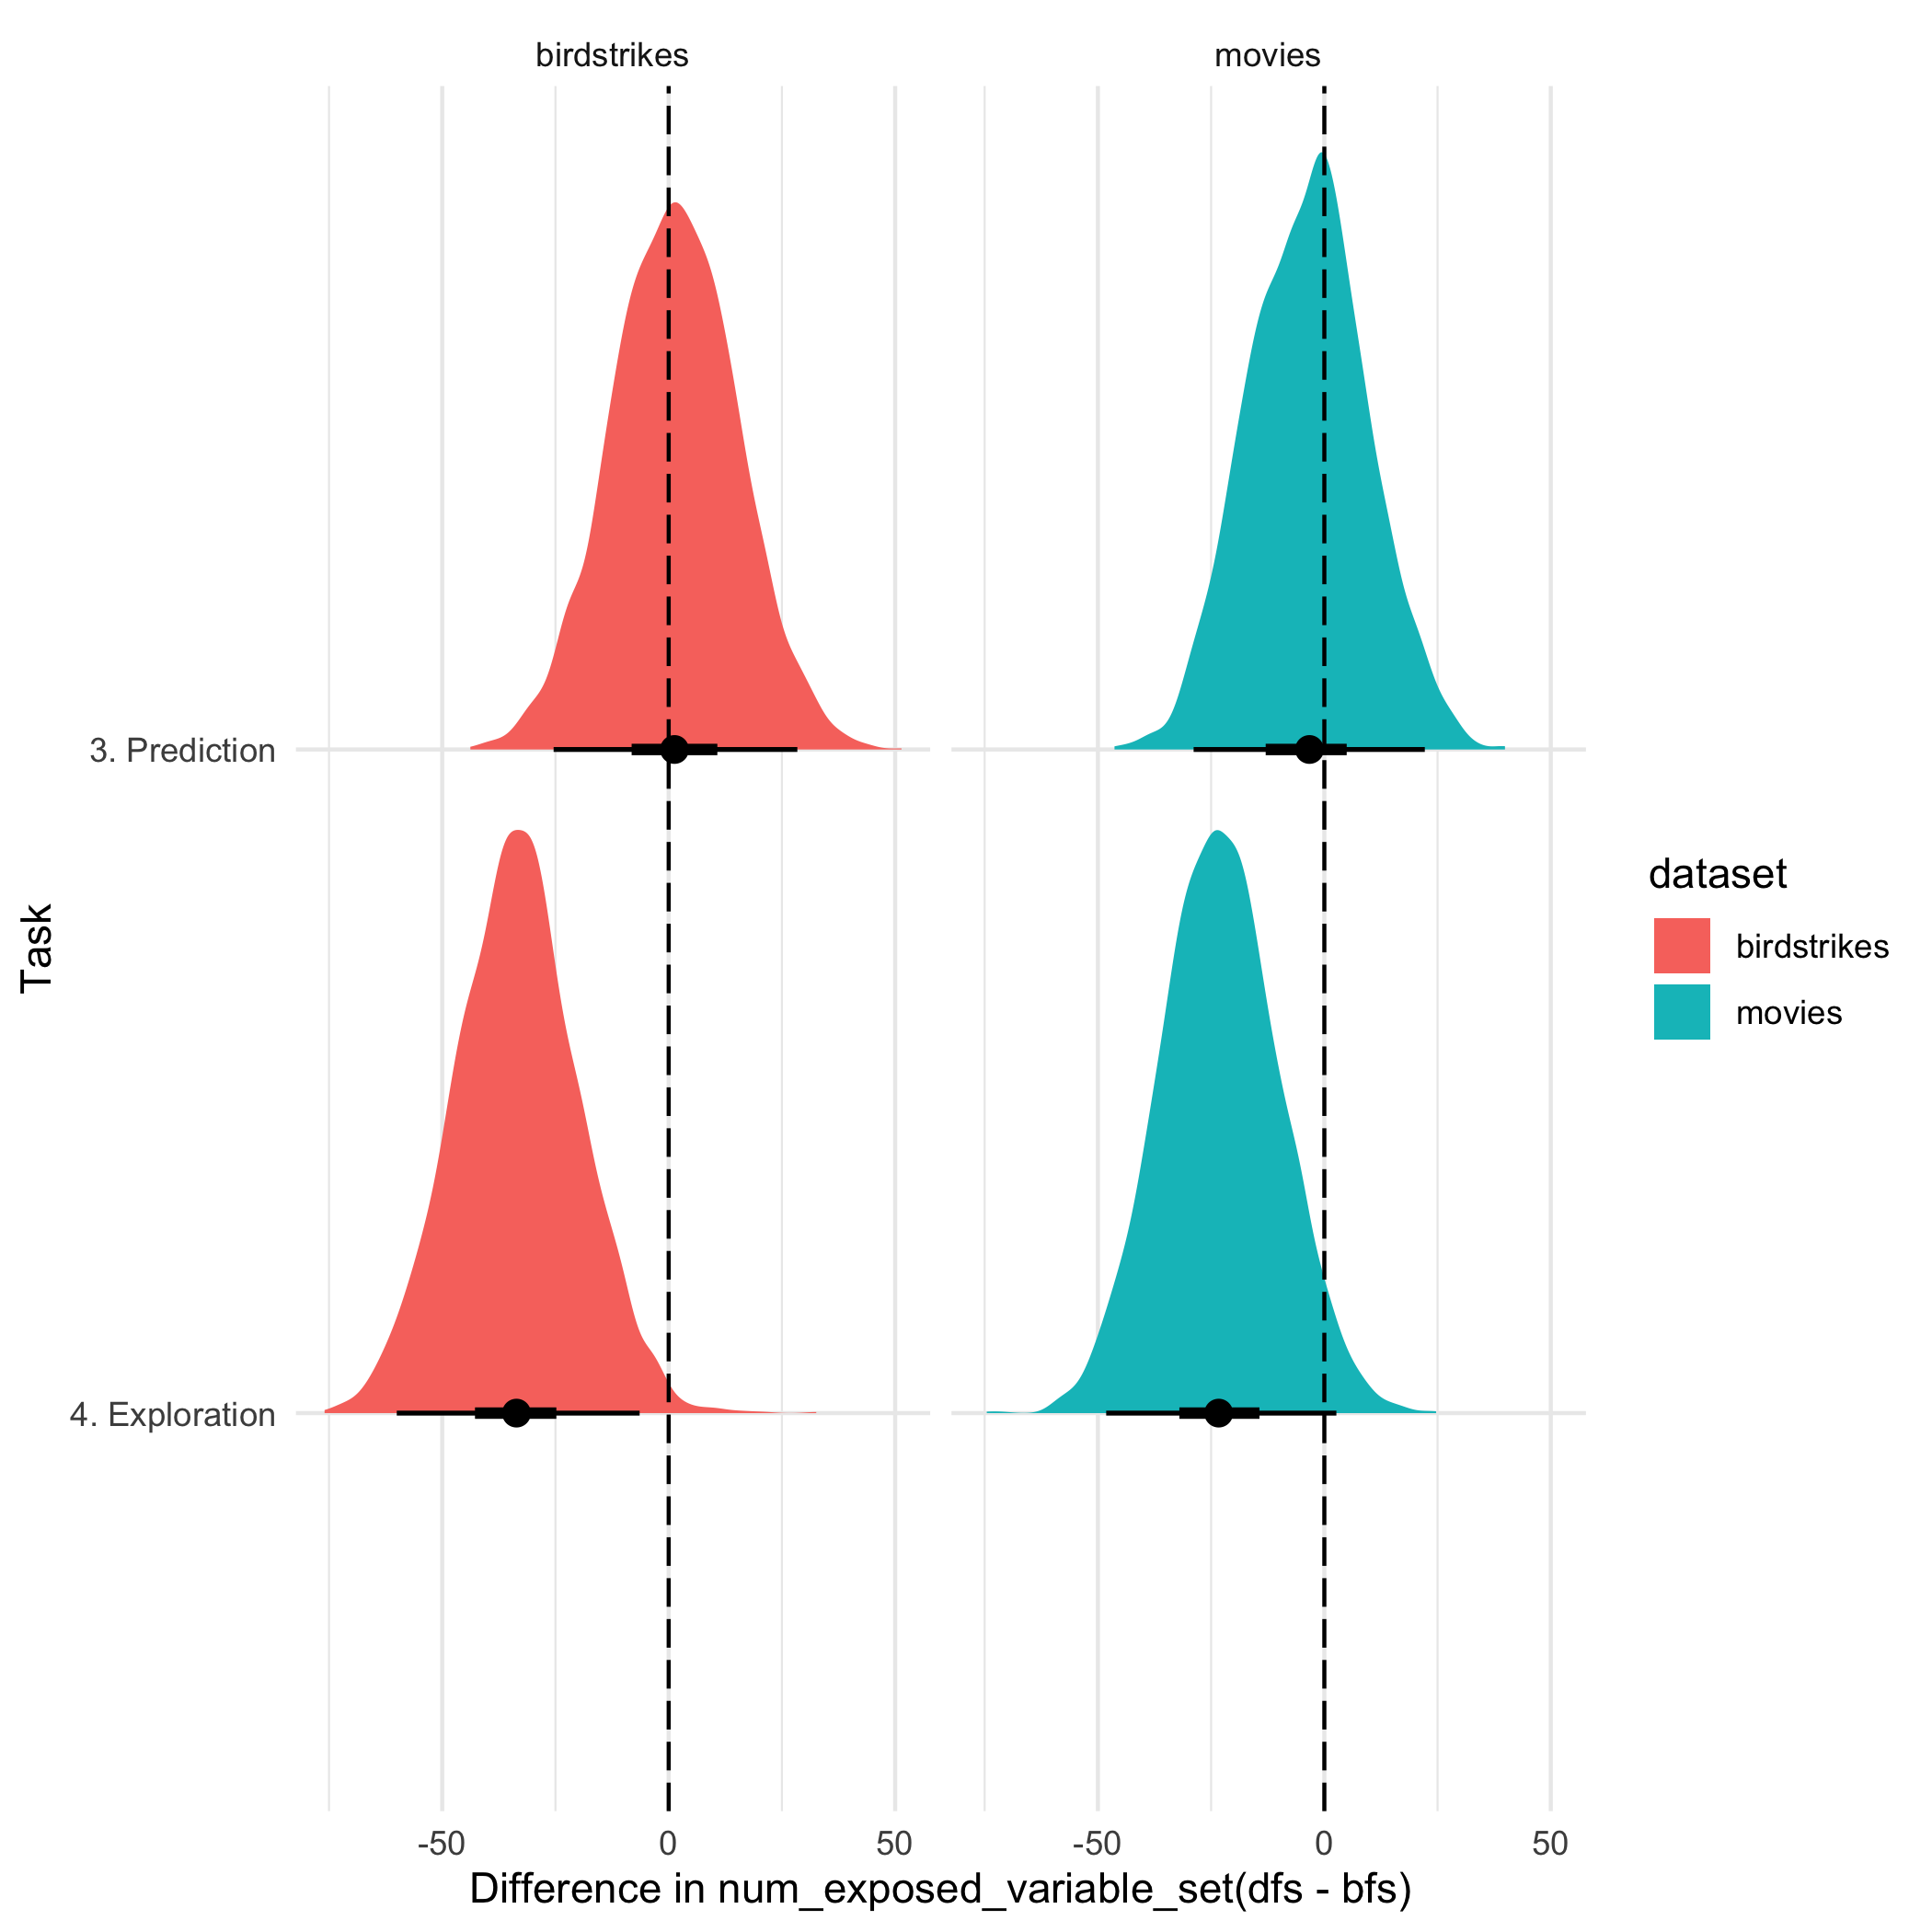 birdstrikes
movies
3. Prediction
4. Exploration
Task
-50
0
50
-50
0
50
Difference in num_exposed_variable_set(dfs - bfs)
dataset
birdstrikes
movies